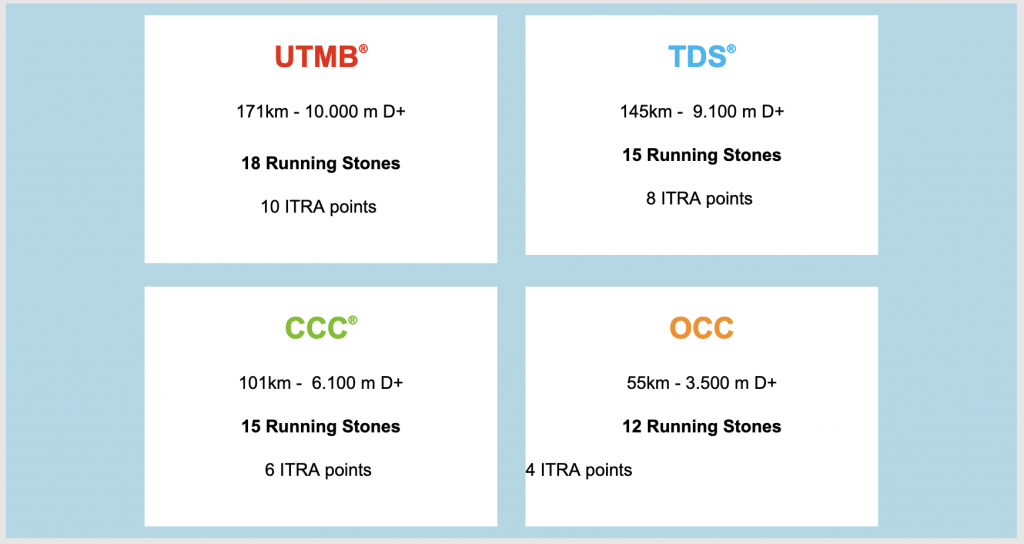 UTMB®
171km - 10.000 m D+
18 Running Stones
10 ITRA points
TDS®
145km -  9.100 m D+
15 Running Stones
8 ITRA points
CCC®
101km -  6.100 m D+
15 Running Stones
6 ITRA points
OCC
55km - 3.500 m D+
12 Running Stones
4 ITRA points